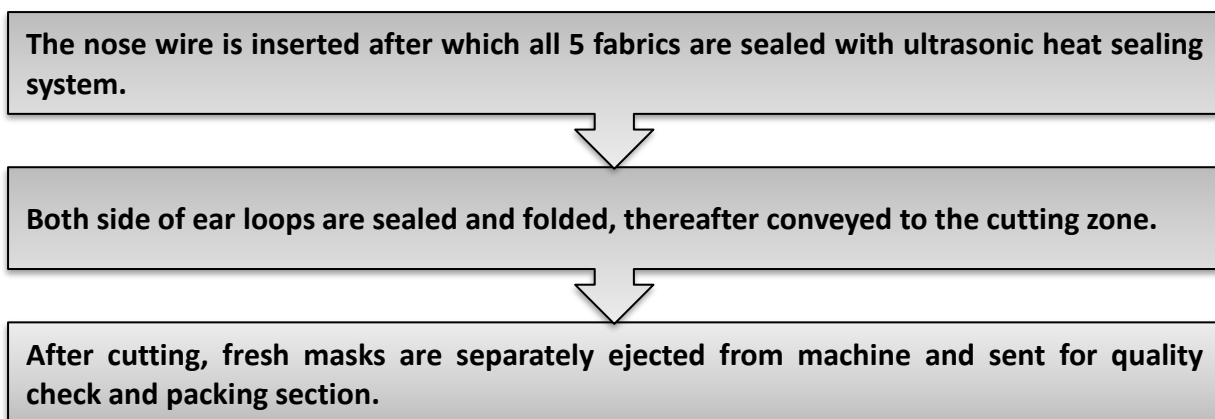 The nose wire is inserted after which all 5 fabrics are sealed with ultrasonic heat sealing
system.
Both side of ear loops are sealed and folded, thereafter conveyed to the cutting zone.
After cutting, fresh masks are separately ejected from machine and sent for quality
check and packing section.